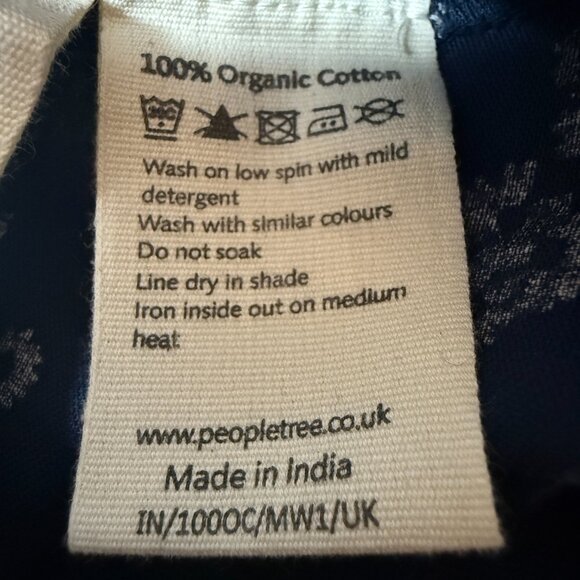 100% Organic Cotton
Wash on low spin with mild
detergent
Wash with similar colours
Do not soak
Line dry in shade
Iron inside out on medium
heat
www.peopletree.co.uk
Made in India
IN/100OC/MW1/UK